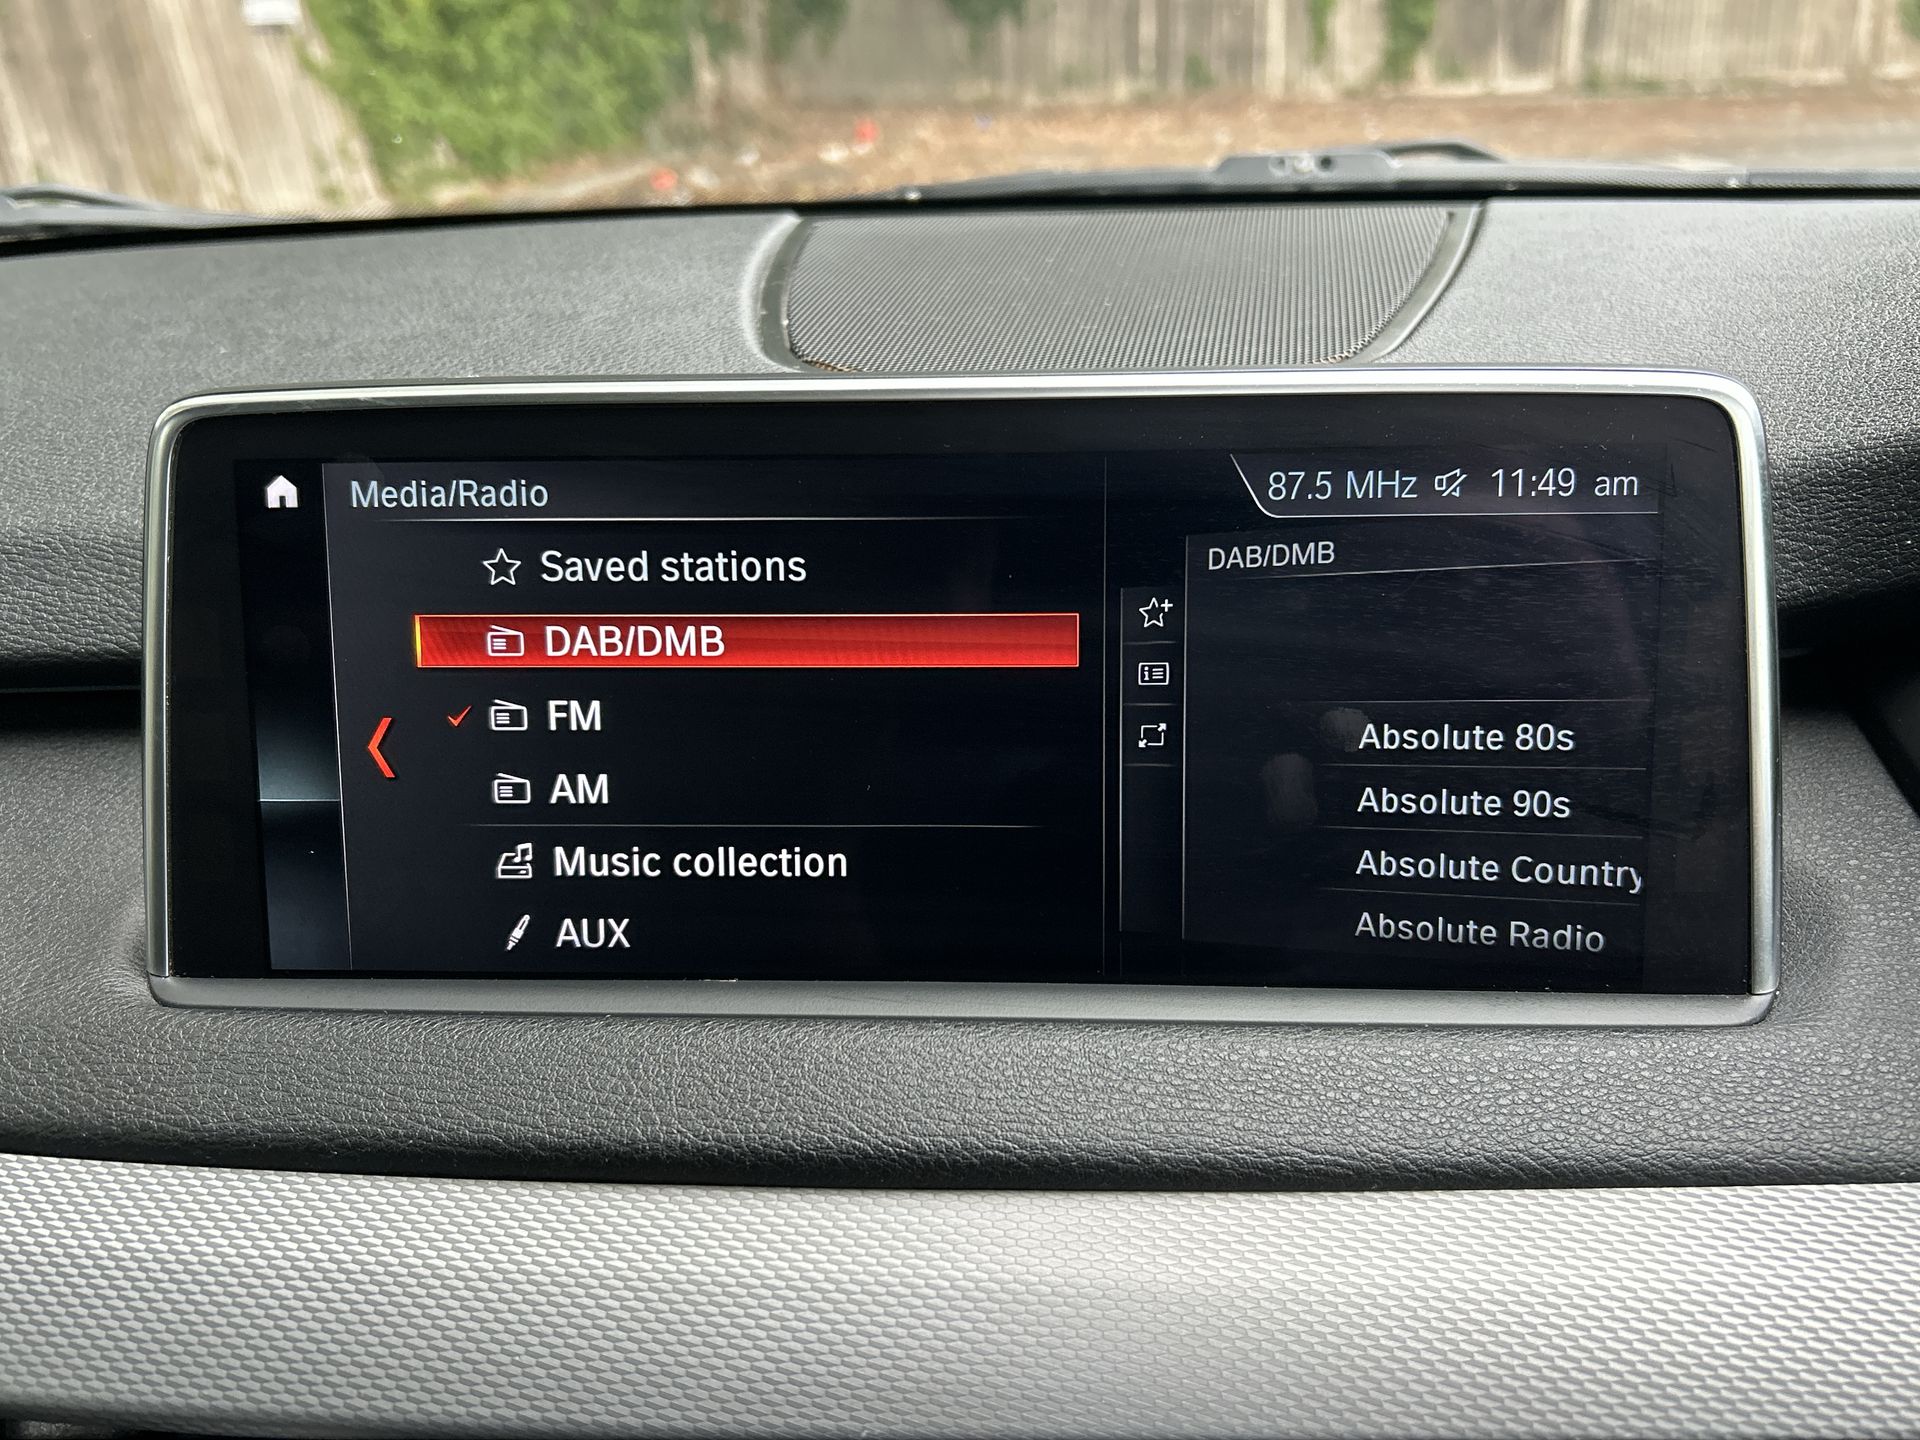 Media/Radio
87.5 MHz 11:49 am
Saved stations
DAB/DMB
FM
AM
Music collection
AUX
DAB/DMB
Absolute 80s
Absolute 90s
Absolute Country
Absolute Radio